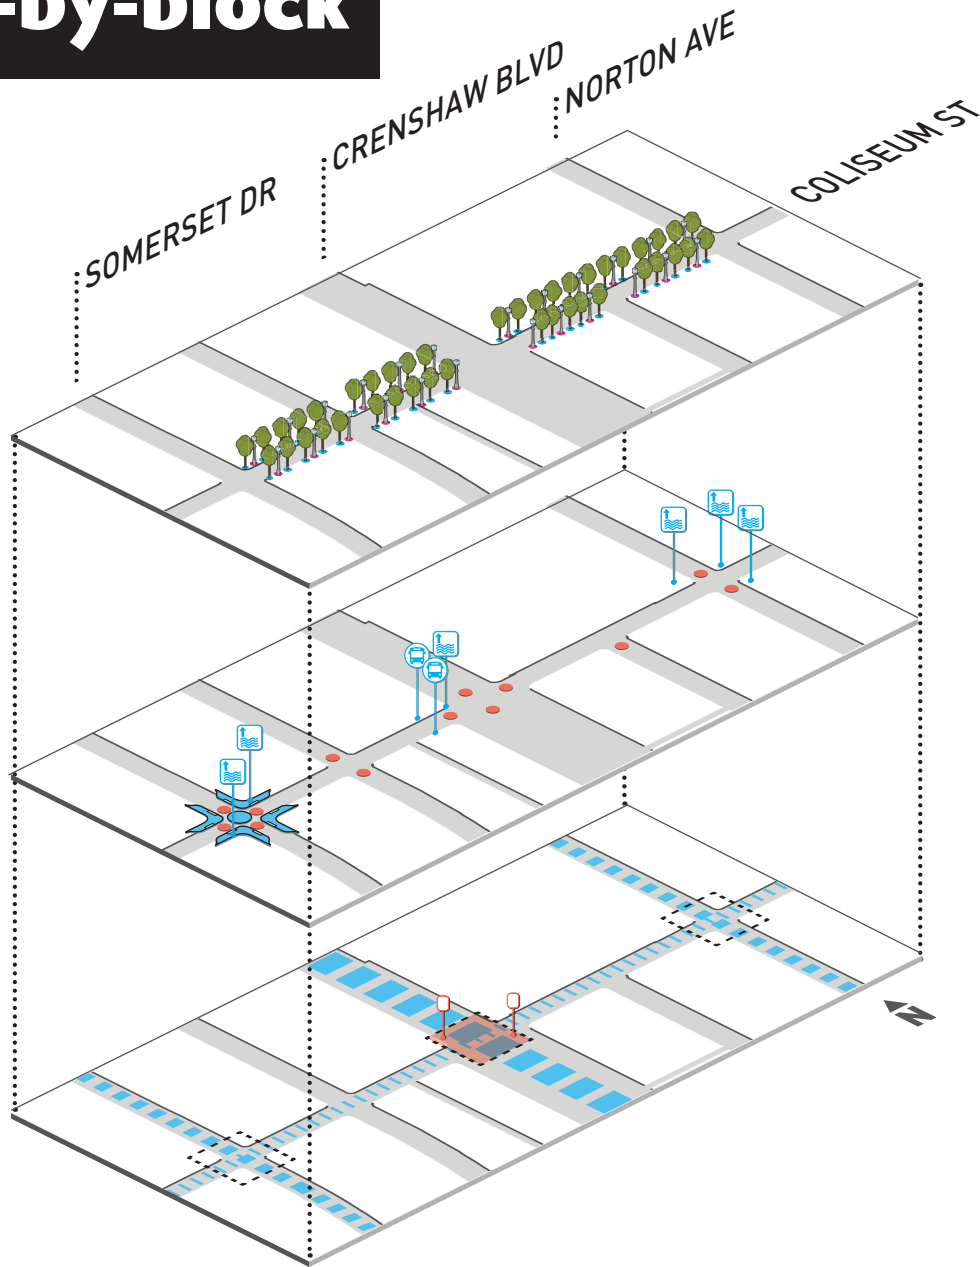 -by-block
NORTON AVE
CRENSHAW BLVD
COLISEUM ST
SOMERSET DR
N